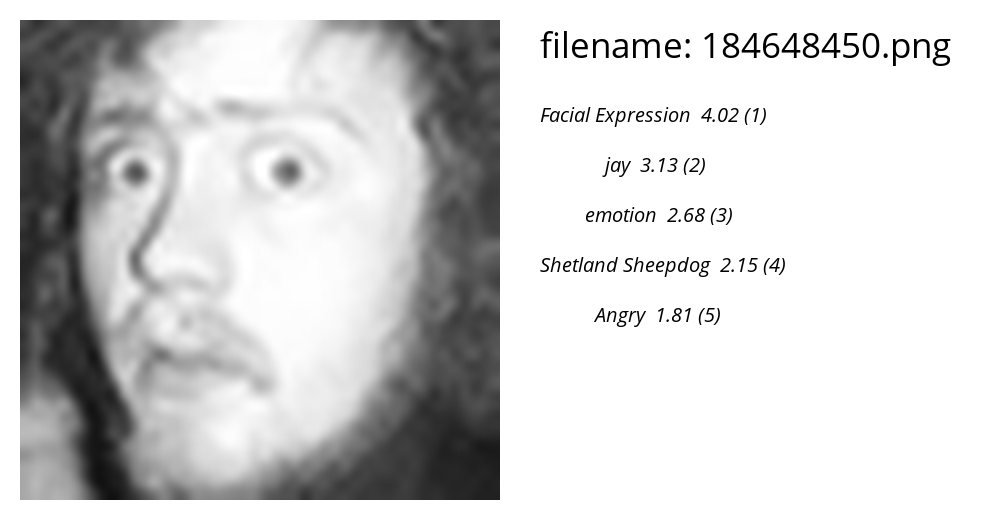 filename: 184648450.png
Facial Expression 4.02 (1)
jay 3.13 (2)
emotion 2.68 (3)
Shetland Sheepdog 2.15 (4)
Angry 1.81 (5)